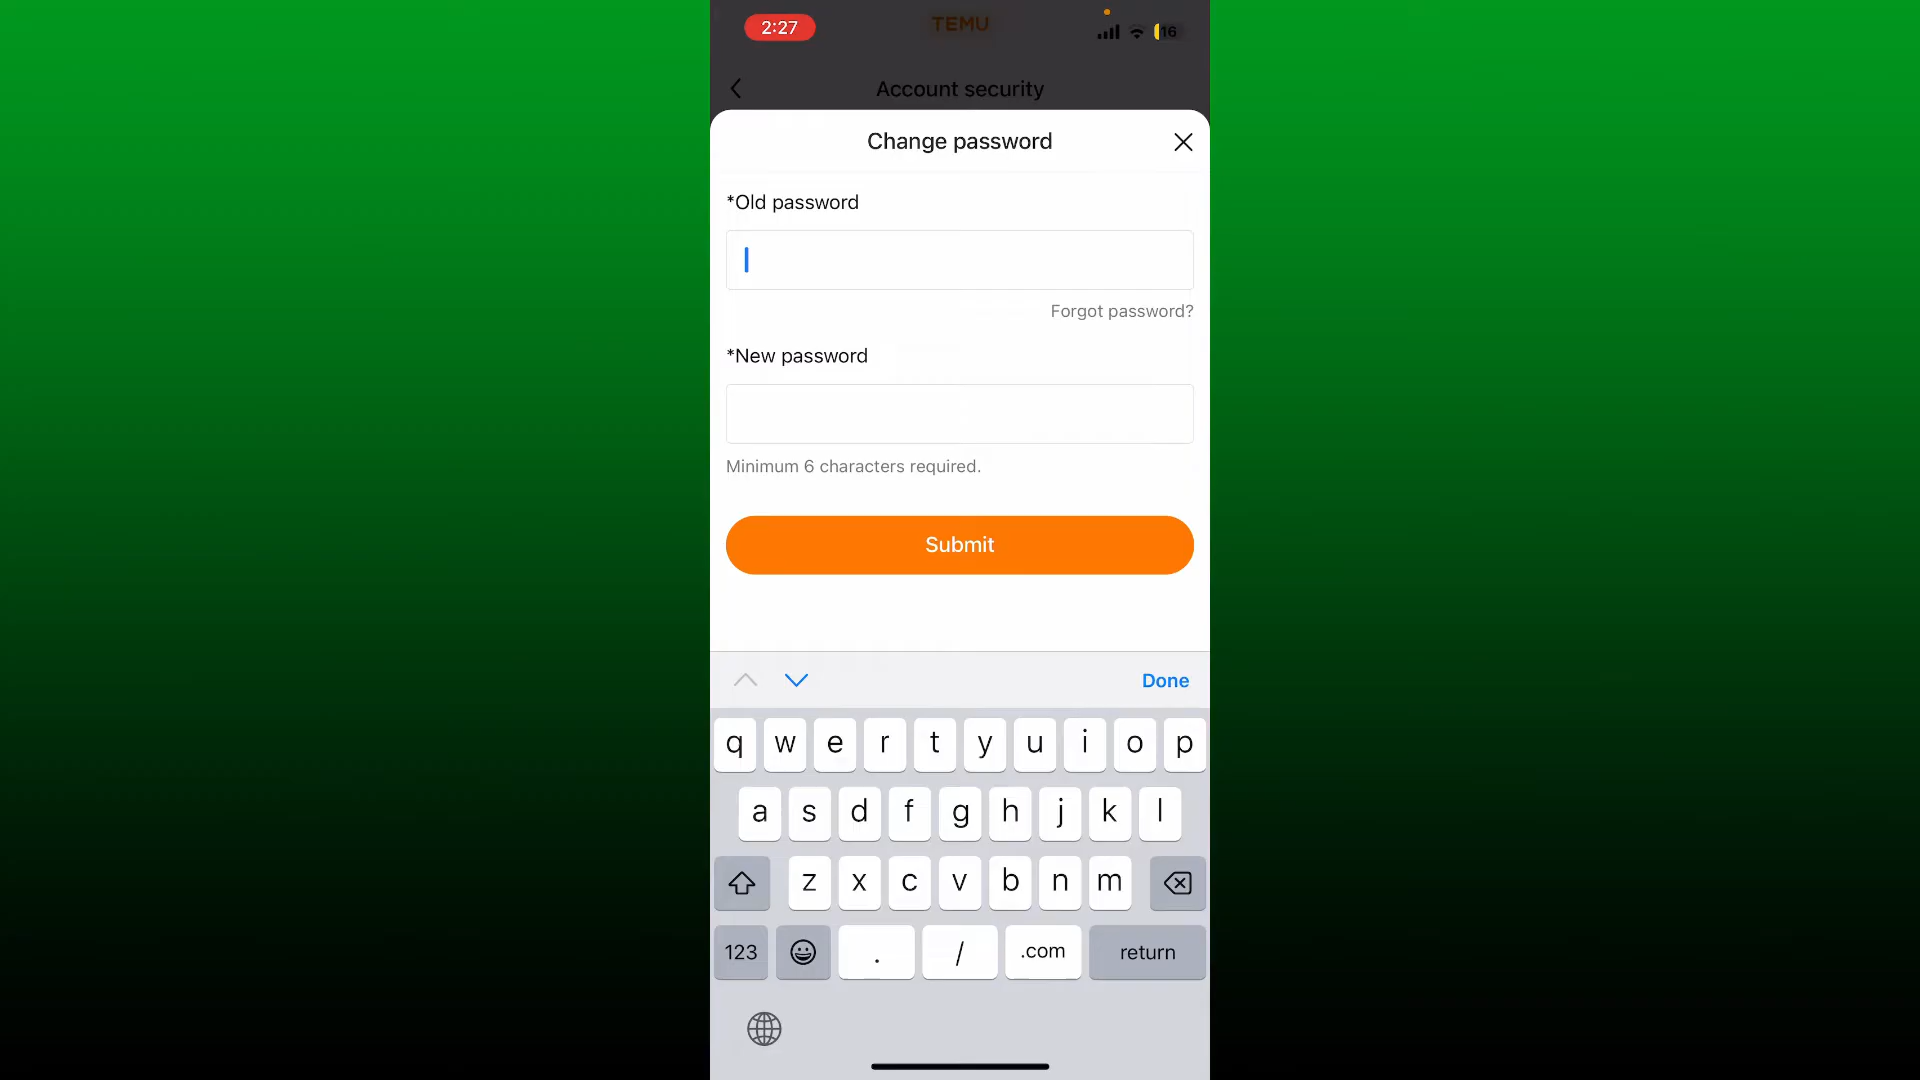 2:27
TEMU
16
Account security
Change password
*Old password
Forgot password?
*New password
Minimum 6 characters required.
Submit
Done
q w e r t y u i o p
a s d f g h j k l
z x c v b n m
123 . / .com return